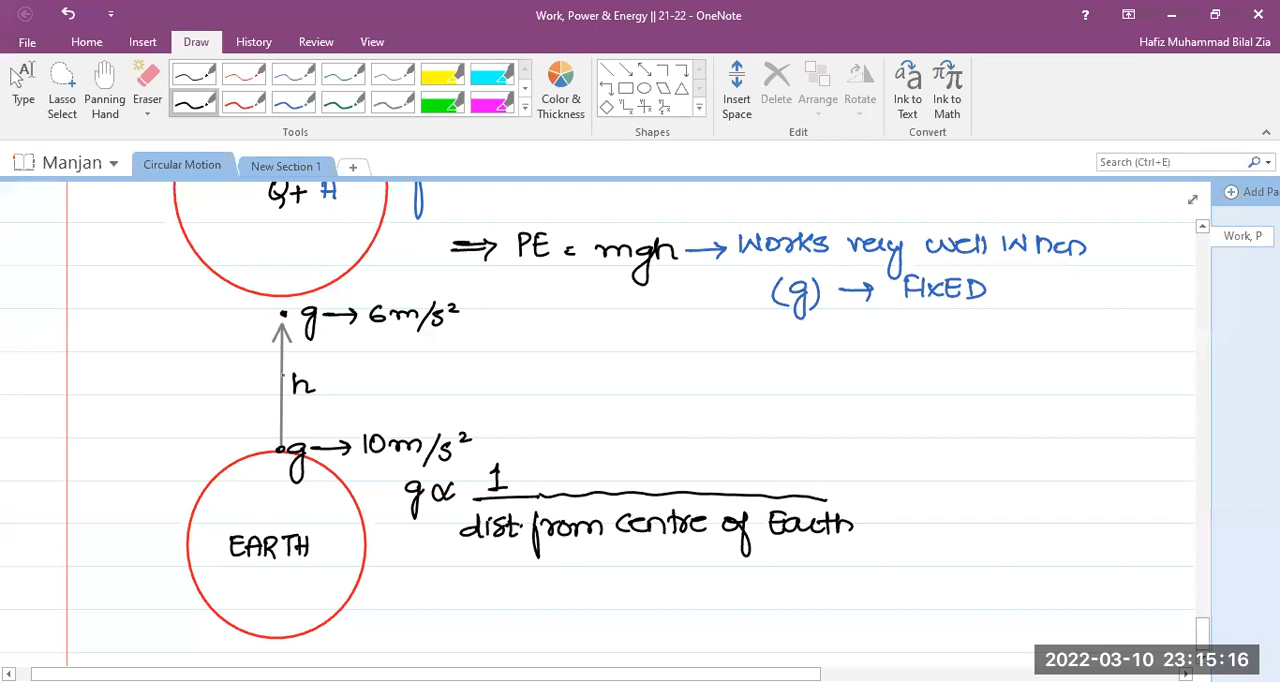 Work, Power & Energy || 21-22 - OneNote
File Home Insert Draw History Review View
Hafiz Muhammad Bilal Zia
Type
Lasso Select
Panning Hand
Eraser
Color & Thickness
Insert Space
Delete
Arrange
Rotate
Ink to Text
Ink to Math
Tools
Shapes
Edit
Convert
Manjan
Circular Motion
New Section 1
Search (Ctrl+E)
Add Pa
Work, P
Q+
⇒ PE = mgh → Works very well when
(g) → FIXED
g → 6m/s²
h
g → 10m/s²
g ∝ 1
dist. from centre of Earth
EARTH
2022-03-10 23:15:16